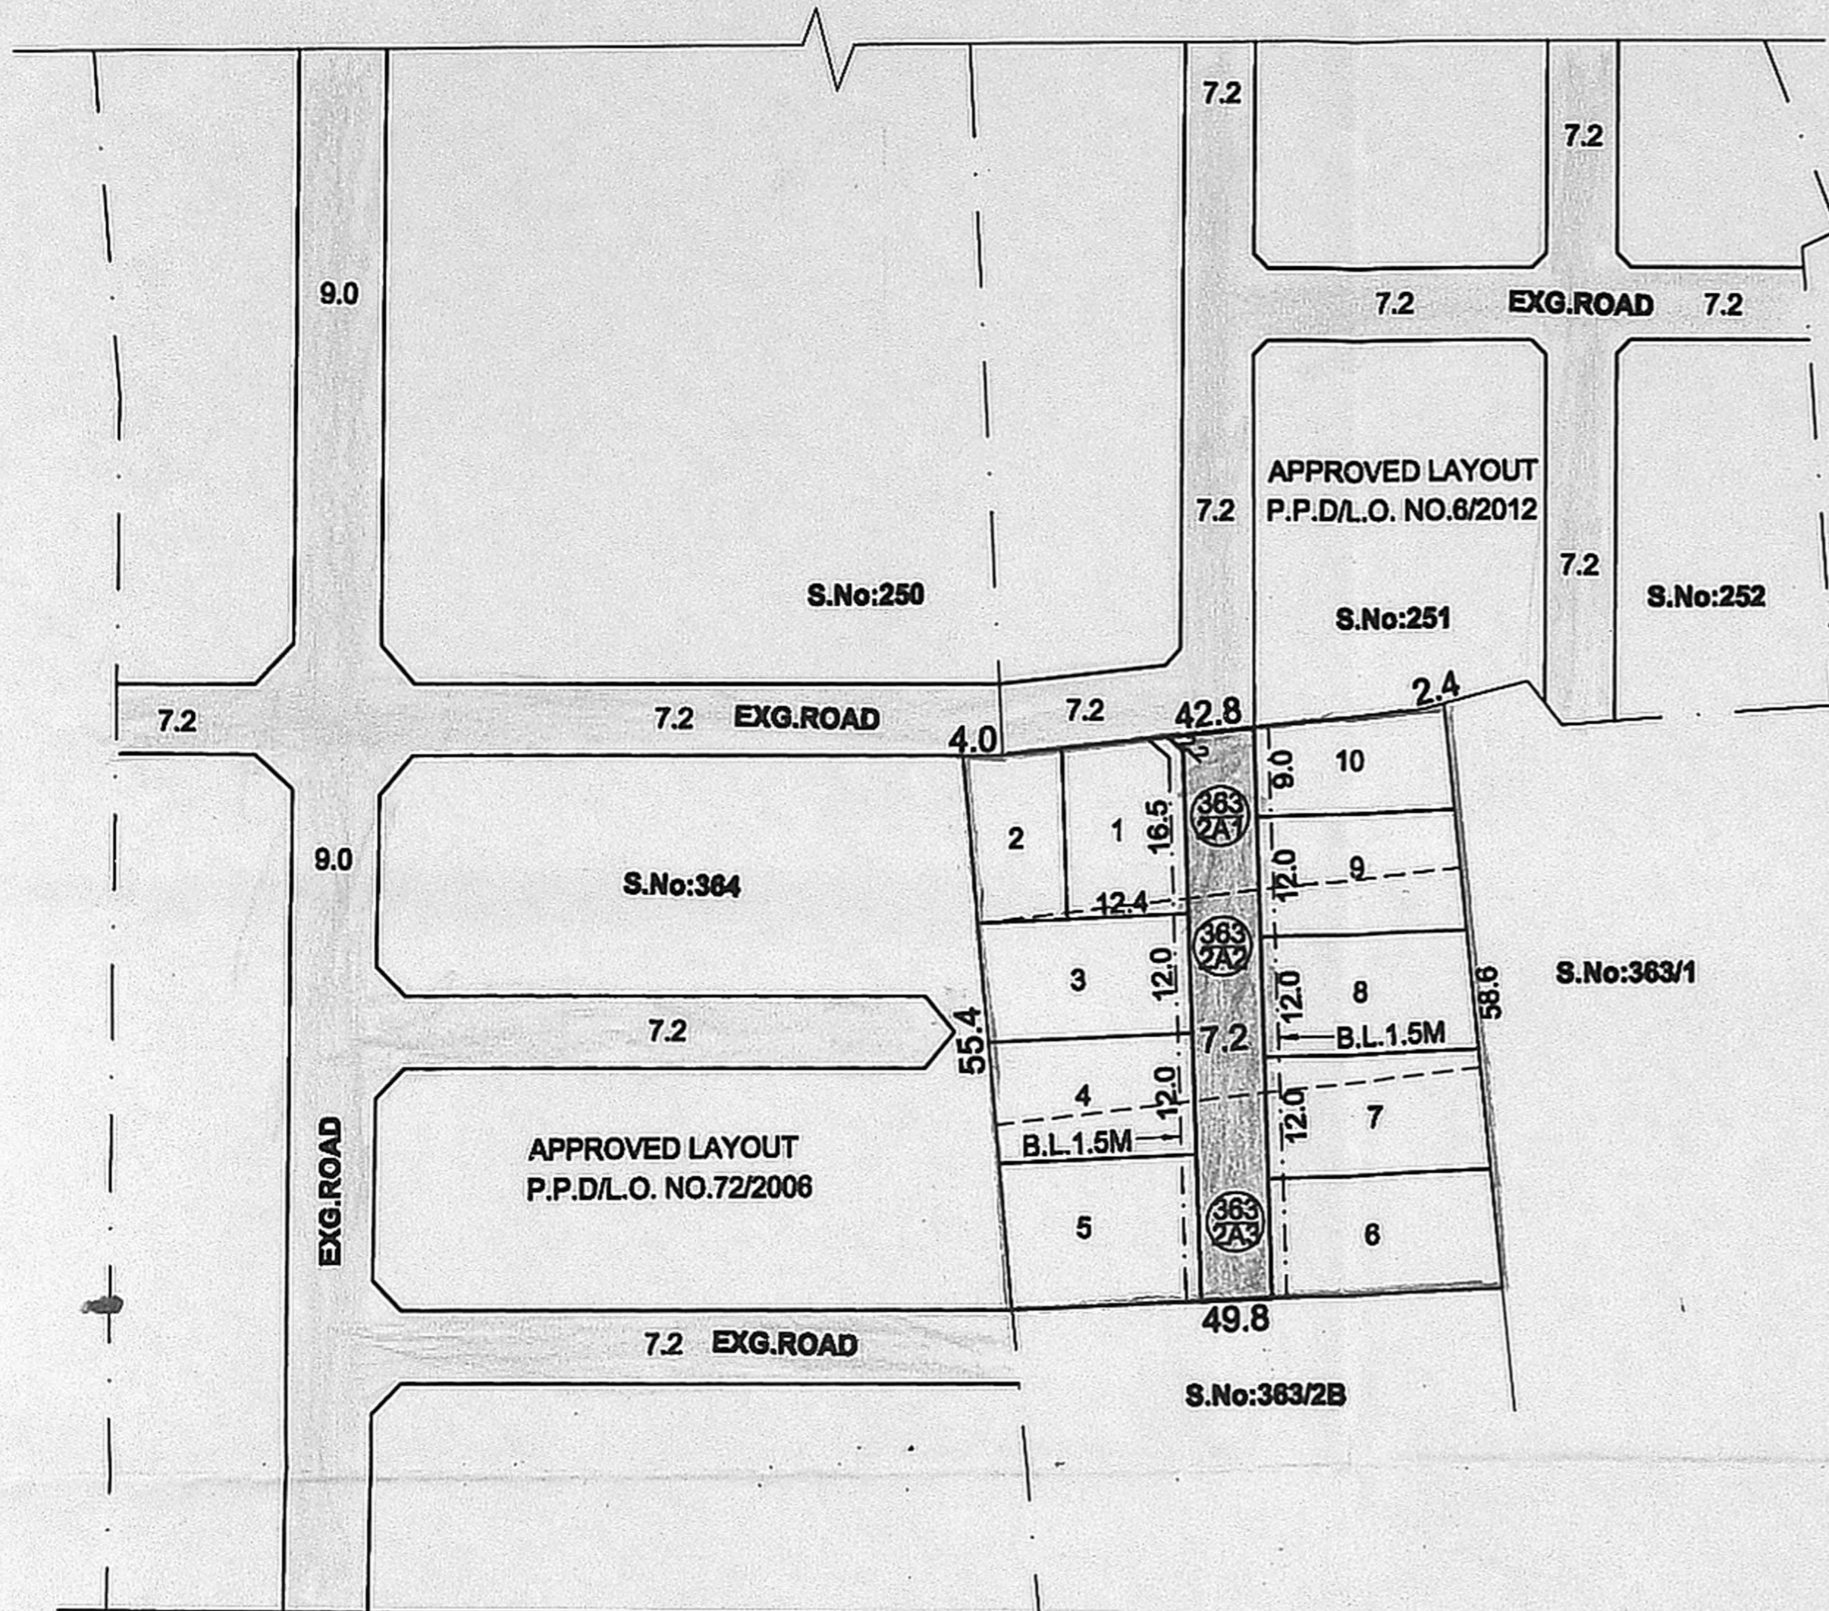 7.2
7.2
9.0
7.2
EXG.ROAD
7.2
APPROVED LAYOUT
P.P.D/L.O. NO.6/2012
7.2
7.2
S.No:250
S.No:251
S.No:252
7.2
7.2
EXG.ROAD
7.2
42.8
2.4
4.0
9.0
10
363
2A1
2
1
16.5
9.0
S.No:364
12.0
9
12.4
363
2A2
3
12.0
12.0
8
58.6
S.No:363/1
7.2
55.4
7.2
B.L.1.5M
4
12.0
12.0
7
B.L.1.5M
EXG.ROAD
APPROVED LAYOUT
P.P.D/L.O. NO.72/2006
5
363
2A3
6
7.2
EXG.ROAD
49.8
S.No:363/2B